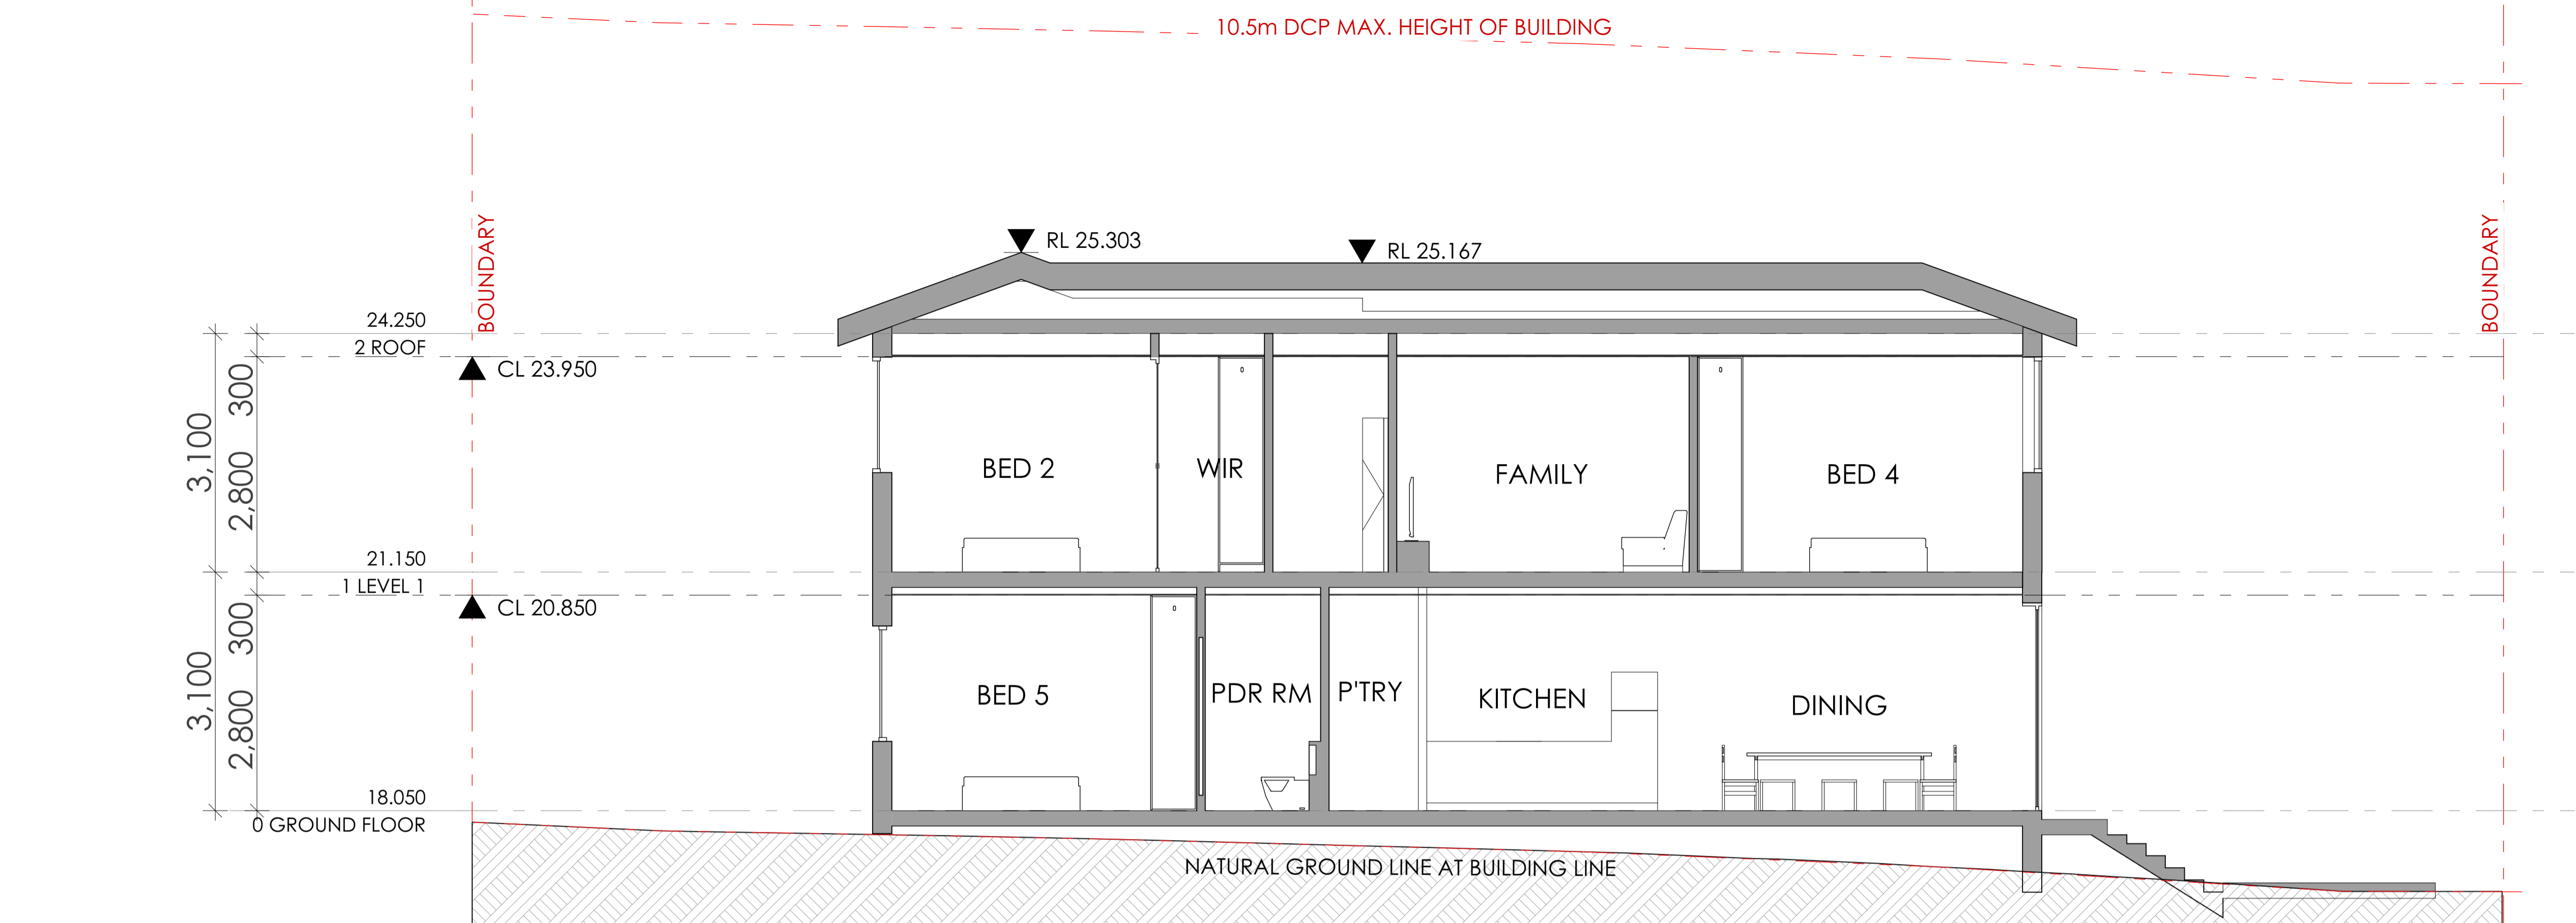 10.5m DCP MAX. HEIGHT OF BUILDING
BOUNDARY
BOUNDARY
RL 25.303
RL 25.167
24.250
2 ROOF
CL 23.950
300
3,100
2,800
BED 2
WIR
FAMILY
BED 4
21.150
1 LEVEL 1
CL 20.850
300
3,100
2,800
BED 5
PDR RM
P'TRY
KITCHEN
DINING
18.050
0 GROUND FLOOR
NATURAL GROUND LINE AT BUILDING LINE